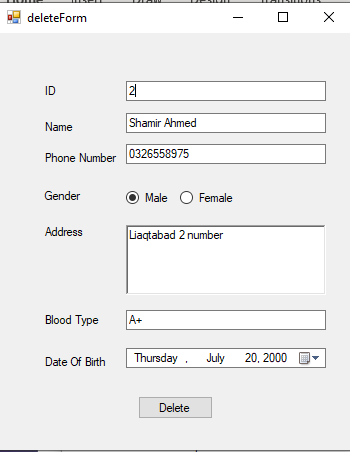 deleteForm
ID 2
Name Shamir Ahmed
Phone Number 0326558975
Gender Male Female
Address Liaqtabad 2 number
Blood Type A+
Date Of Birth Thursday , July 20, 2000
Delete